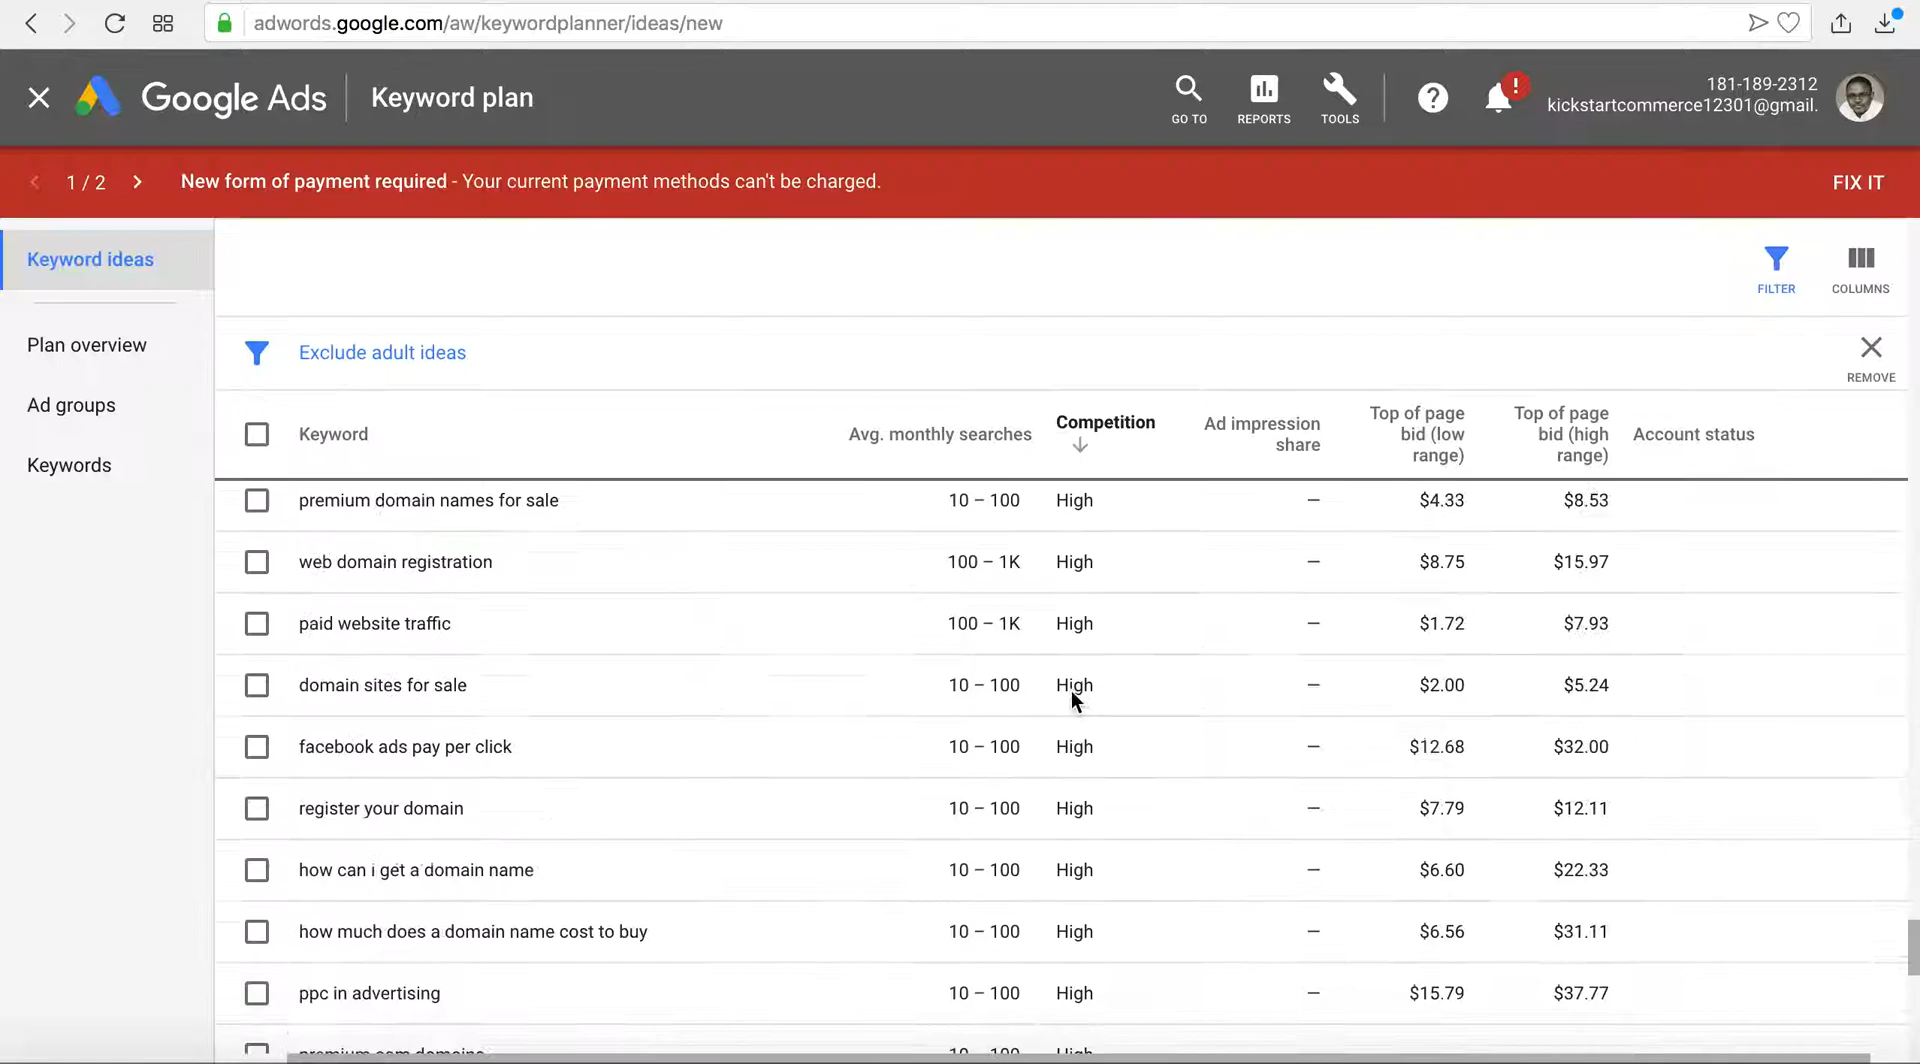 adwords.google.com/aw/keywordplanner/ideas/new
Google Ads
Keyword plan
GO TO
REPORTS
TOOLS
?
!
181-189-2312
kickstartcommerce12301@gmail.
1 / 2
New form of payment required - Your current payment methods can't be charged.
FIX IT
Keyword ideas
Plan overview
Ad groups
Keywords
FILTER
COLUMNS
Exclude adult ideas
REMOVE
Keyword
Avg. monthly searches
Competition
Ad impression
share
Top of page
bid (low
range)
Top of page
bid (high
range)
Account status
premium domain names for sale 10 – 100 High – $4.33 $8.53
web domain registration 100 – 1K High – $8.75 $15.97
paid website traffic 100 – 1K High – $1.72 $7.93
domain sites for sale 10 – 100 High – $2.00 $5.24
facebook ads pay per click 10 – 100 High – $12.68 $32.00
register your domain 10 – 100 High – $7.79 $12.11
how can i get a domain name 10 – 100 High – $6.60 $22.33
how much does a domain name cost to buy 10 – 100 High – $6.56 $31.11
ppc in advertising 10 – 100 High – $15.79 $37.77
premium com domains 10 – 100 High